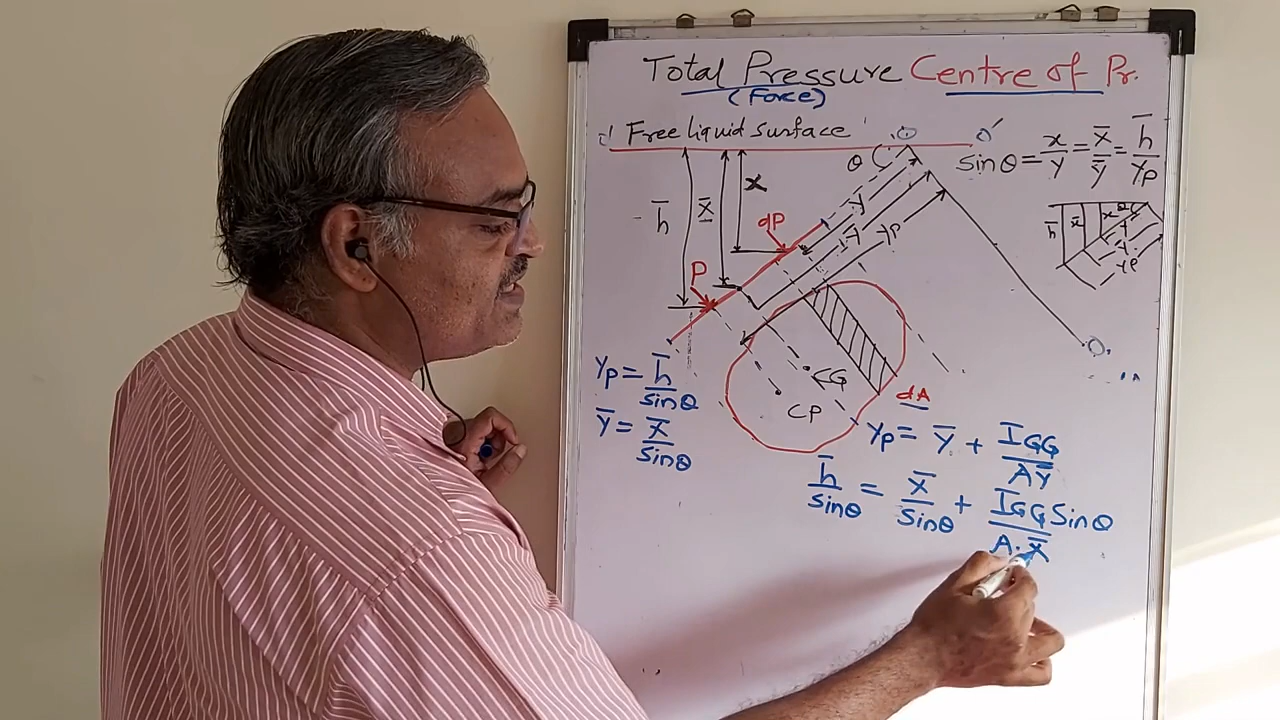 Total Pressure Centre of Pr.
(Force)
O' Free liquid surface O O'
sinθ = x/y = x̄/ȳ = h̄/yp
θ
h̄ x̄ x
dP
y
ȳ
yp
P
h̄ x̄ x θ
y
ȳ
yp
O
CG
CP
dA
yp = h̄/sinθ
ȳ = x̄/sinθ
yp = ȳ + IGG/Aȳ
h̄/sinθ = x̄/sinθ + IGG Sinθ/A·x̄